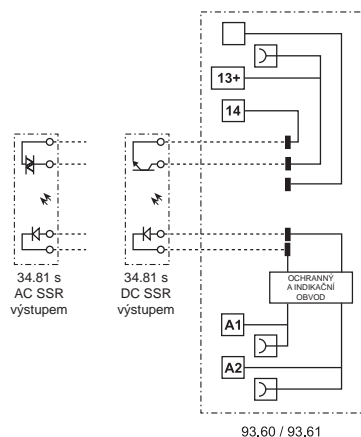 13+
14
34.81 s
AC SSR
výstupem
34.81 s
DC SSR
výstupem
OCHRANNÝ
A INDIKAČNÍ
OBVOD
A1
A2
93.60 / 93.61